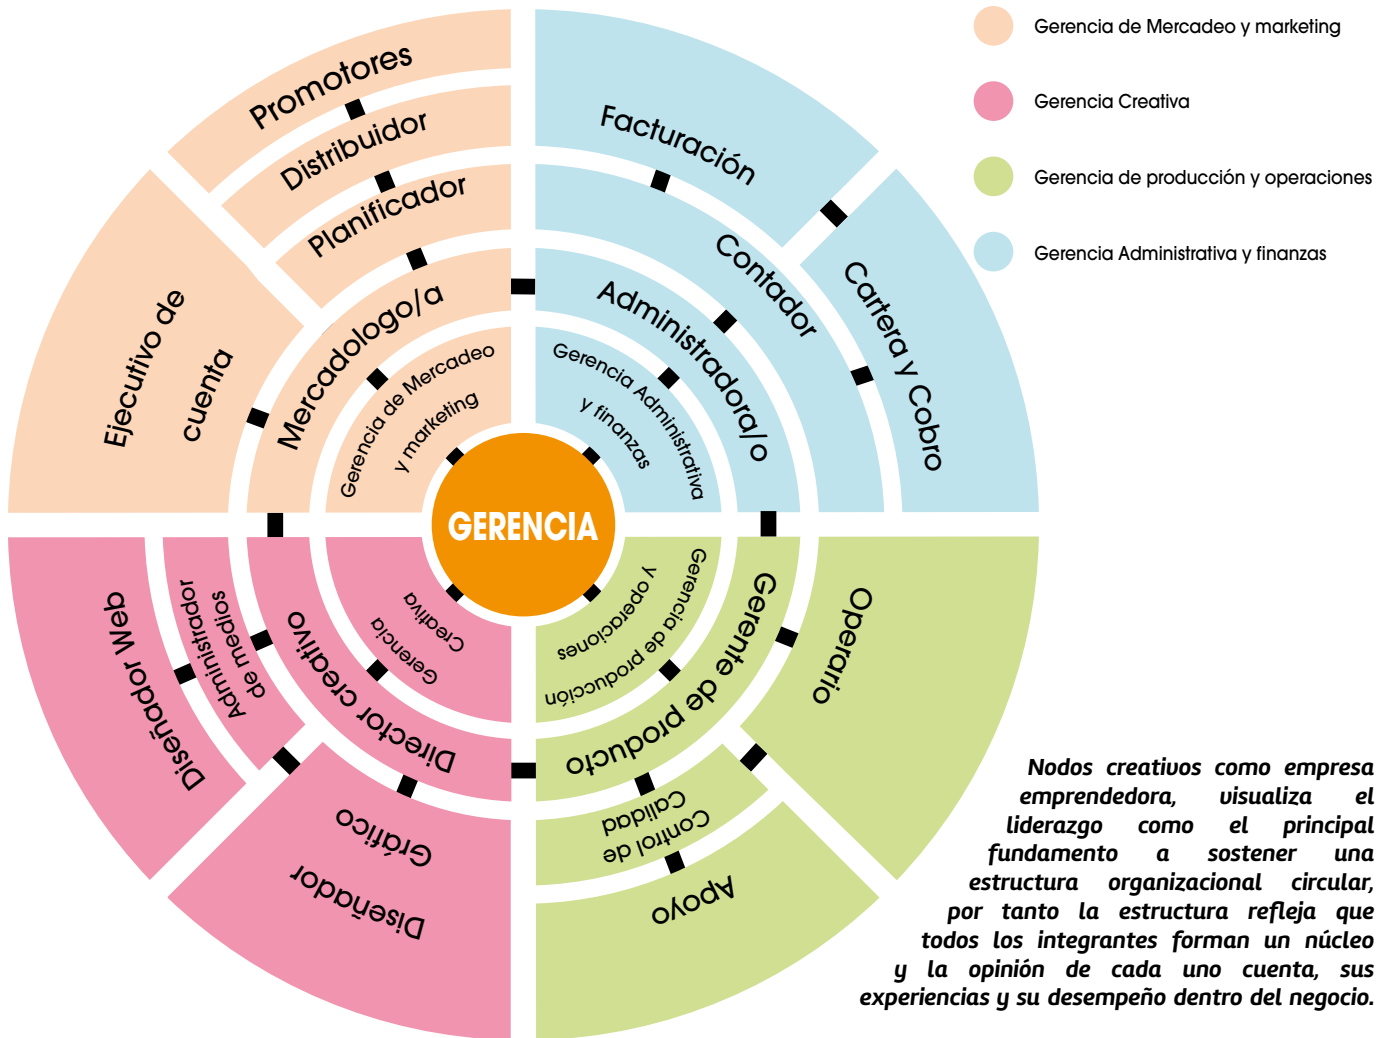 Promotores
Distribuidor
Planificador
Mercadologo/a
Gerencia de Mercadeo
y marketing
Ejecutivo de
cuenta
Facturación
Contador
Cartera y Cobro
Administradora/o
Gerencia Administrativa
y finanzas
GERENCIA
Gerencia
Creativa
Director creativo
Administrador
de medios
Diseñador Web
Diseñador
Gráfico
Gerencia de producción
y operaciones
Gerente de producto
Control de
Calidad
Apoyo
Operario
Gerencia de Mercadeo y marketing
Gerencia Creativa
Gerencia de producción y operaciones
Gerencia Administrativa y finanzas
Nodos creativos como empresa
emprendedora, visualiza el
liderazgo como el principal
fundamento a sostener una
estructura organizacional circular,
por tanto la estructura refleja que
todos los integrantes forman un núcleo
y la opinión de cada uno cuenta, sus
experiencias y su desempeño dentro del negocio.